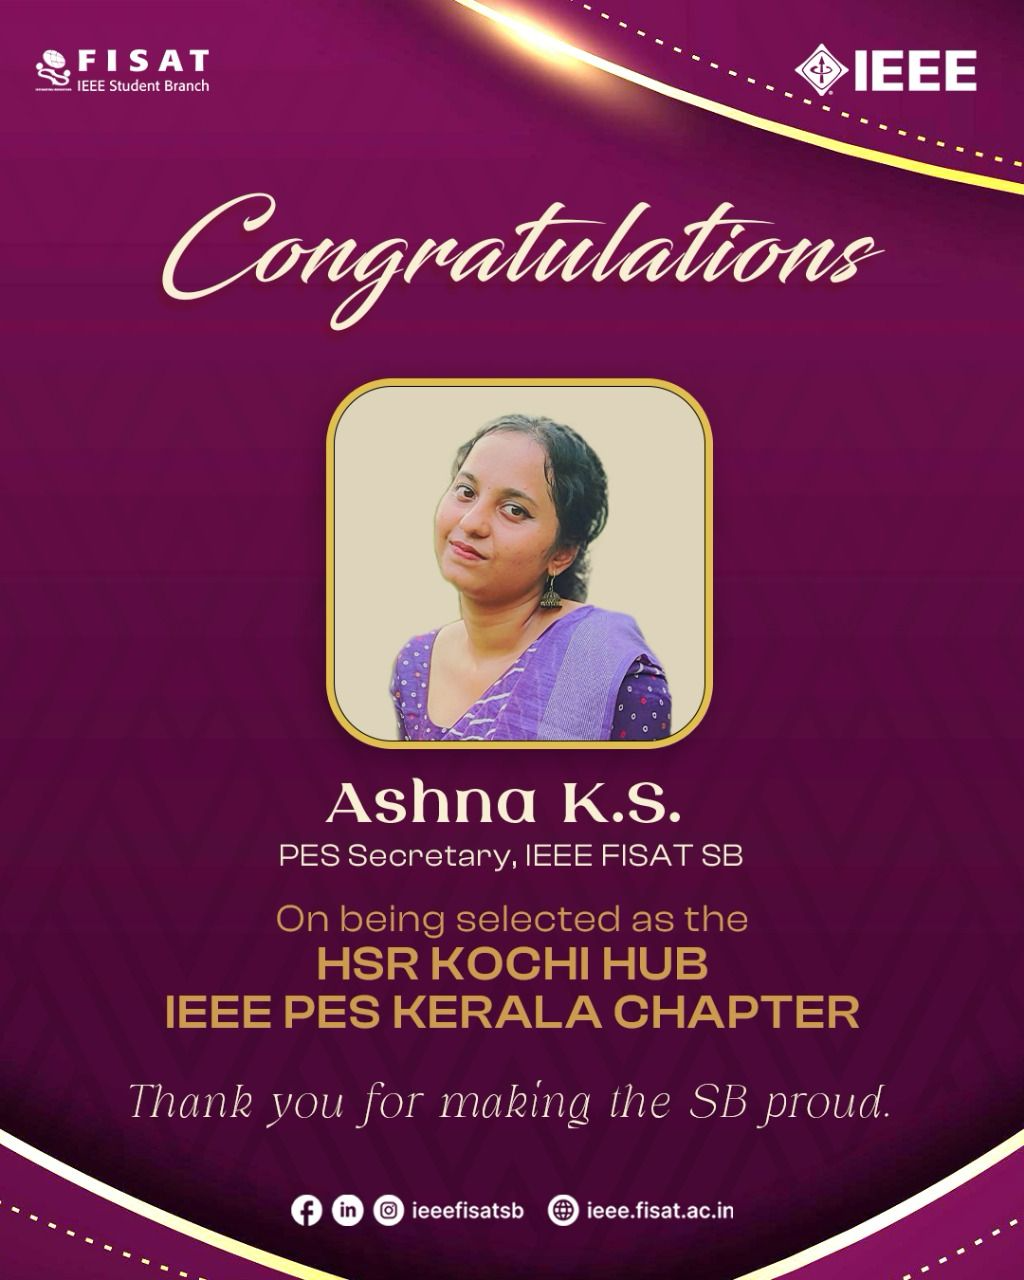 FISAT
IEEE Student Branch
IEEE
Congratulations
Ashna K.S.
PES Secretary, IEEE FISAT SB
On being selected as the
HSR KOCHI HUB
IEEE PES KERALA CHAPTER
Thank you for making the SB proud.
ieeefisatsb ieee.fisat.ac.in